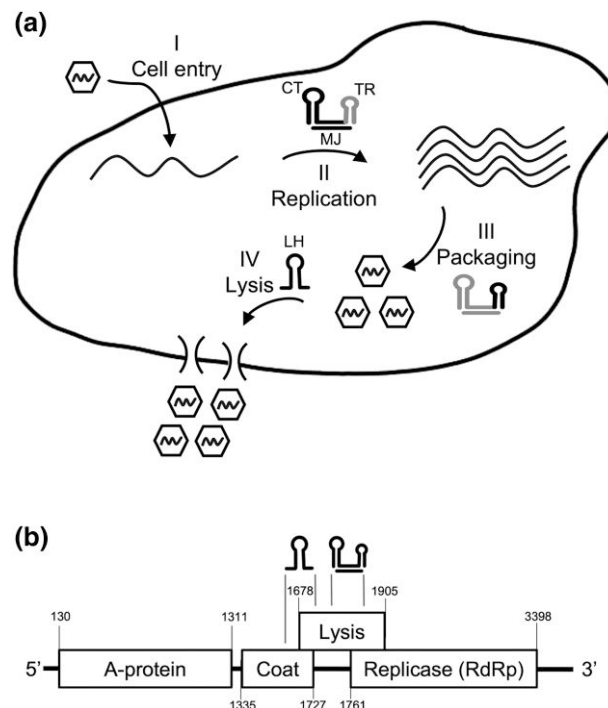 (a)
I
Cell entry
CT
TR
MJ
II
Replication
III
Packaging
LH
IV
Lysis
(b)
1678
1905
130
1311
3398
Lysis
5’
A-protein
Coat
Replicase (RdRp)
3’
1335
1727
1761